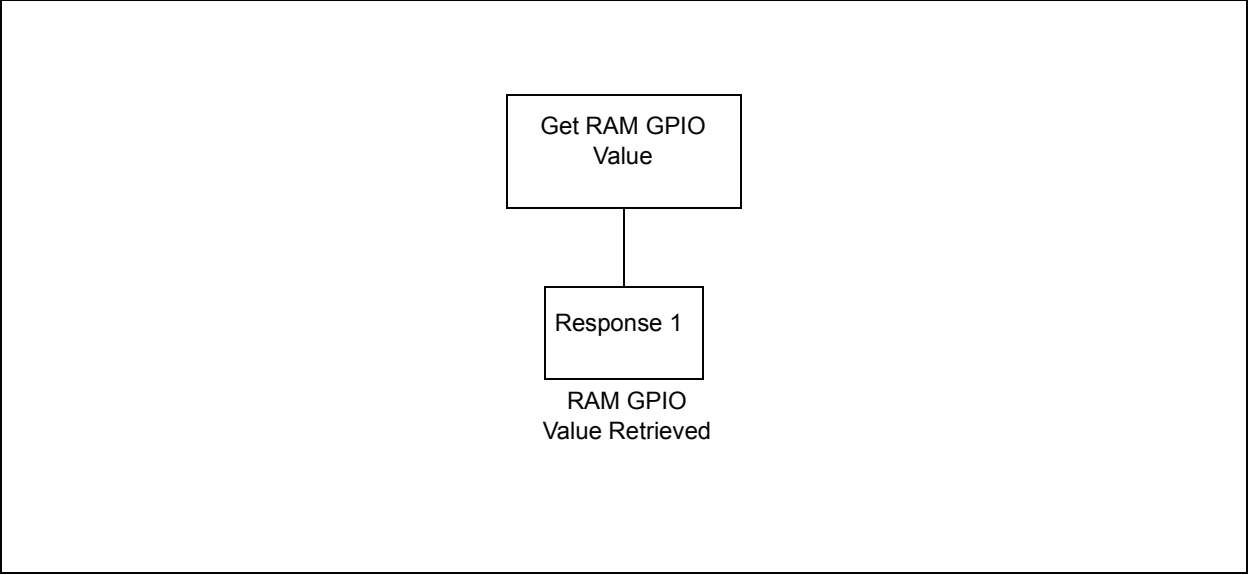 Get RAM GPIO
Value
Response 1
RAM GPIO
Value Retrieved